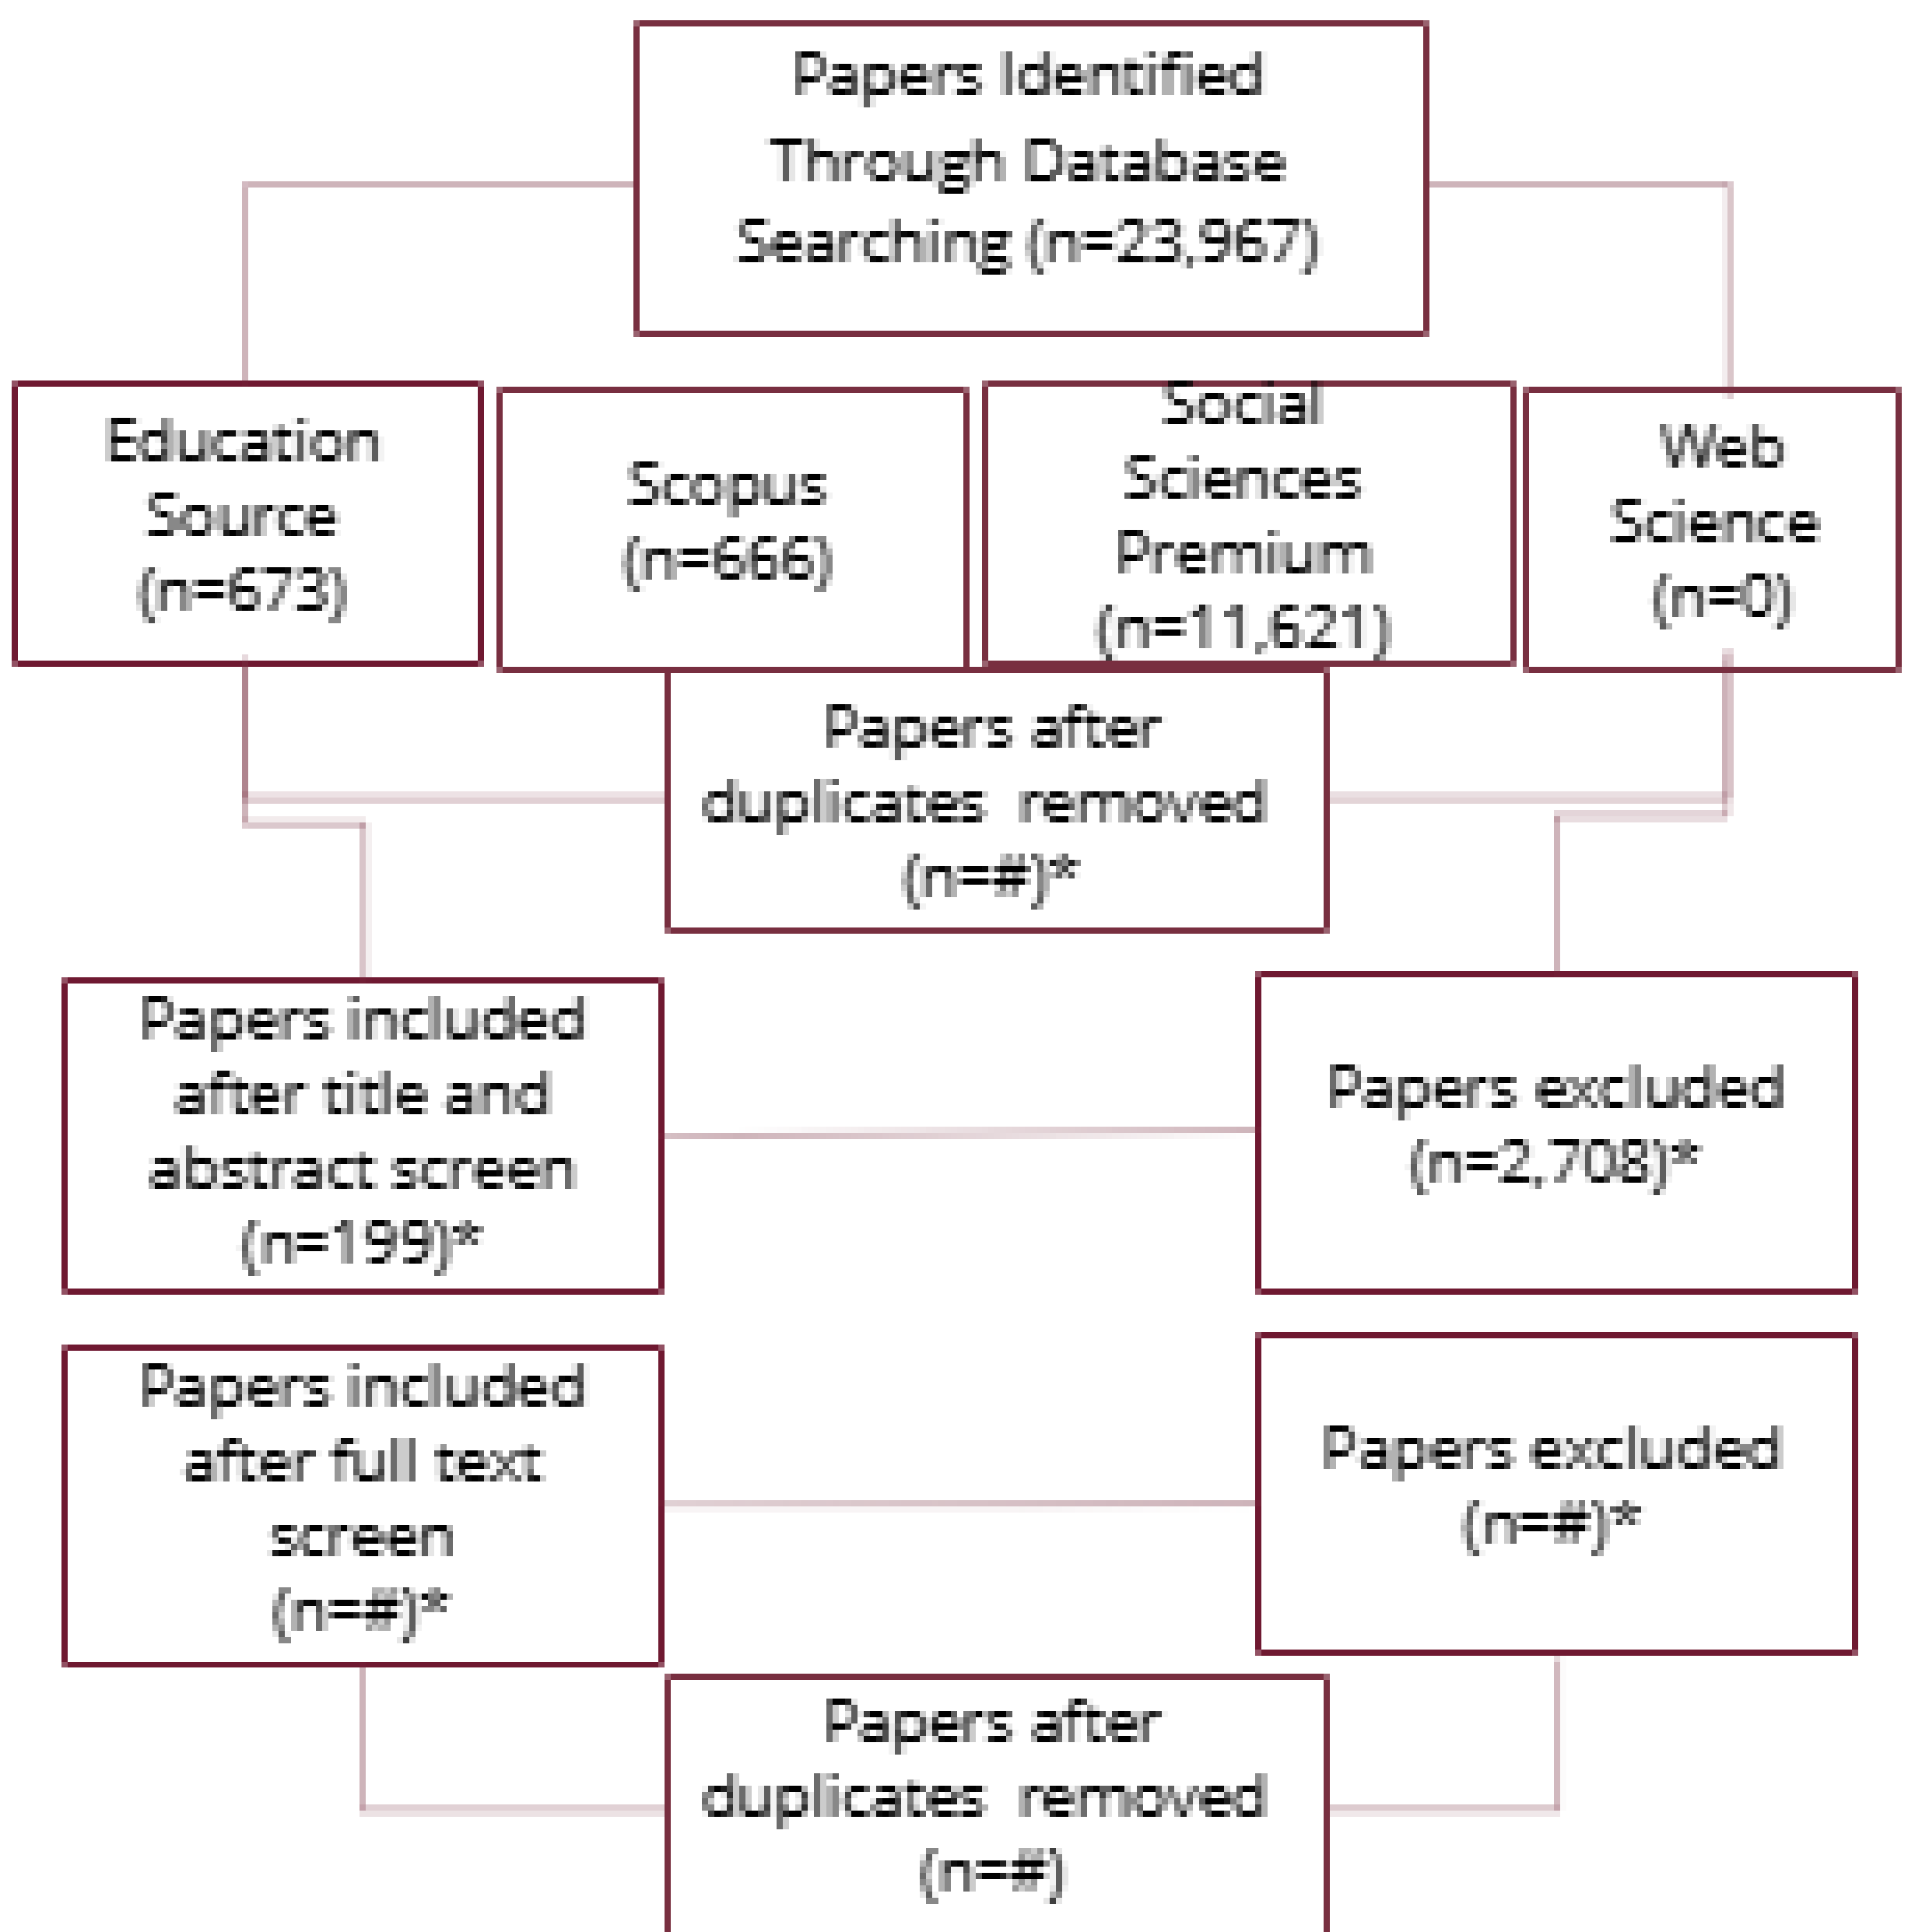 Papers Identified
Through Database
Searching (n=23,967)
Education
Source
(n=673)
Scopus
(n=666)
Social
Sciences
Premium
(n=11,621)
Web
Science
(n=0)
Papers after
duplicates removed
(n=#)*
Papers included
after title and
abstract screen
(n=199)*
Papers excluded
(n=2,708)*
Papers included
after full text
screen
(n=#)*
Papers excluded
(n=#)*
Papers after
duplicates removed
(n=#)